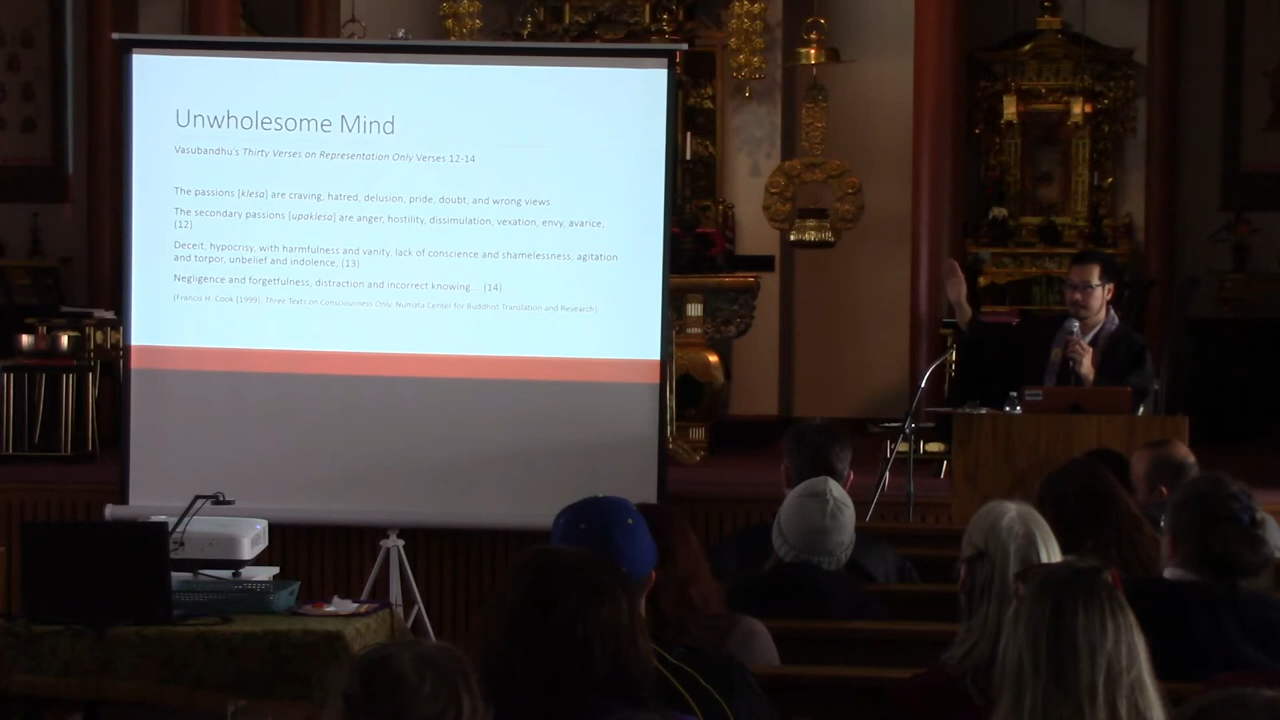 Unwholesome Mind
Vasubandhu's Thirty Verses on Representation Only Verses 12-14
The passions [klesa] are craving, hatred, delusion, pride, doubt, and wrong views.
The secondary passions [upaklesa] are anger, hostility, dissimulation, vexation, envy, avarice,
(12)
Deceit, hypocrisy, with harmfulness and vanity, lack of conscience and shamelessness, agitation
and torpor, unbelief and indolence, (13)
Negligence and forgetfulness, distraction and incorrect knowing... (14)
(Francis H. Cook (1999). Three Texts on Consciousness Only, Numata Center for Buddhist Translation and Research)